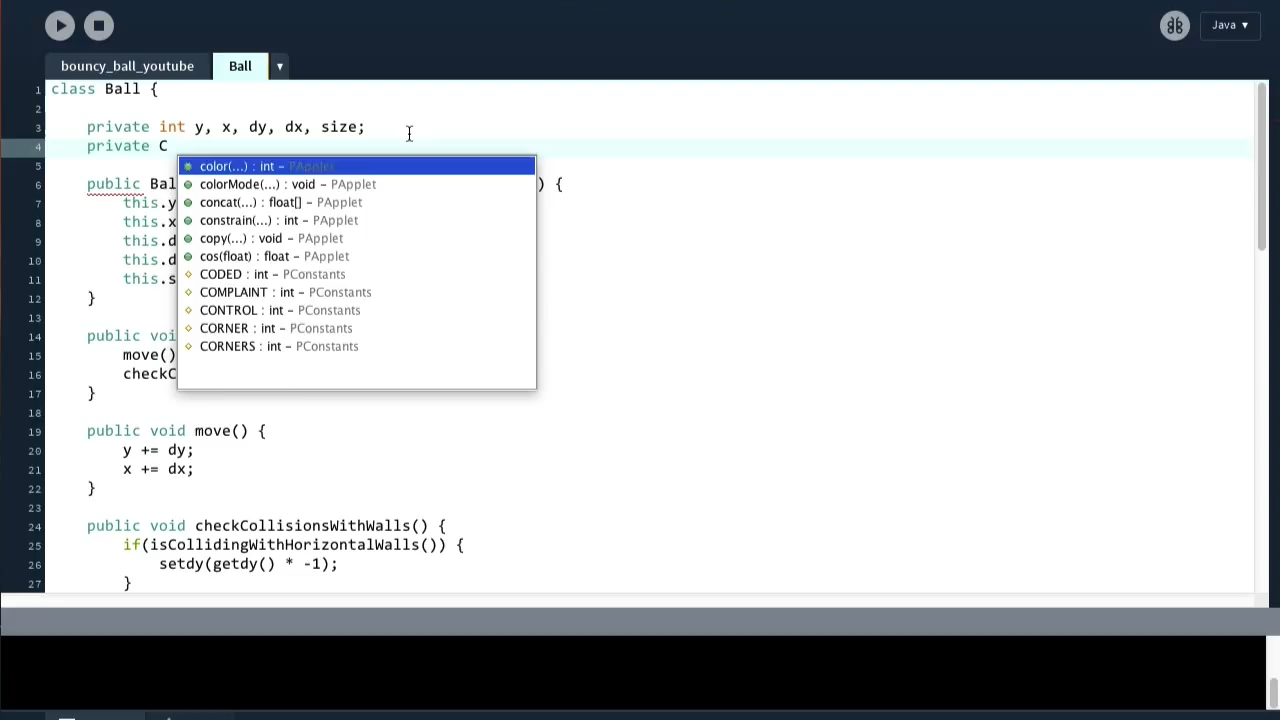 Java ▼
bouncy_ball_youtube Ball ▼
1 class Ball {
2
3 private int y, x, dy, dx, size;
4 private C
5 color(...) : int – PApplet
6 public Bal colorMode(...) : void – PApplet ) {
7 this.y concat(...) : float[] – PApplet
8 this.x constrain(...) : int – PApplet
9 this.d copy(...) : void – PApplet
10 this.d cos(float) : float – PApplet
11 this.s CODED : int – PConstants
12 } COMPLAINT : int – PConstants
13 CONTROL : int – PConstants
14 public voi CORNER : int – PConstants
15 move() CORNERS : int – PConstants
16 checkC
17 }
18
19 public void move() {
20 y += dy;
21 x += dx;
22 }
23
24 public void checkCollisionsWithWalls() {
25 if(isCollidingWithHorizontalWalls()) {
26 setdy(getdy() * -1);
27 }